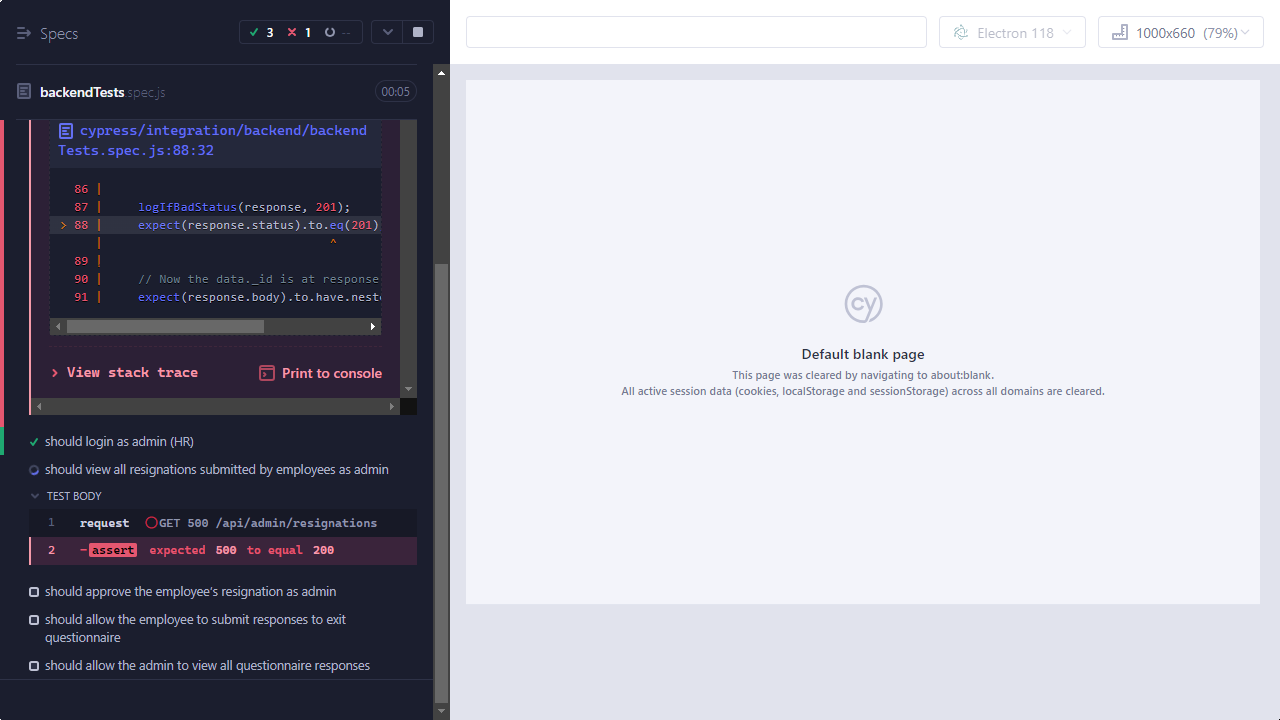 Specs
3
1
--
Electron 118
1000x660 (79%)
backendTests.spec.js
00:05
cypress/integration/backend/backend
Tests.spec.js:88:32
86 |
87 | logIfBadStatus(response, 201);
> 88 | expect(response.status).to.eq(201)
| ^
89 |
90 | // Now the data._id is at response
91 | expect(response.body).to.have.neste
View stack trace
Print to console
should login as admin (HR)
should view all resignations submitted by employees as admin
TEST BODY
1 request GET 500 /api/admin/resignations
2 -assert expected 500 to equal 200
should approve the employee's resignation as admin
should allow the employee to submit responses to exit
questionnaire
should allow the admin to view all questionnaire responses
cy
Default blank page
This page was cleared by navigating to about:blank.
All active session data (cookies, localStorage and sessionStorage) across all domains are cleared.